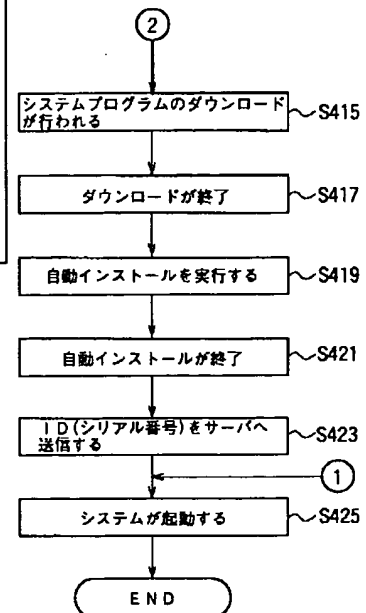 2
システムプログラムのダウンロード
が行われる
S415
ダウンロードが終了
S417
自動インストールを実行する
S419
自動インストールが終了
S421
ID(シリアル番号)をサーバへ
送信する
S423
1
システムが起動する
S425
END